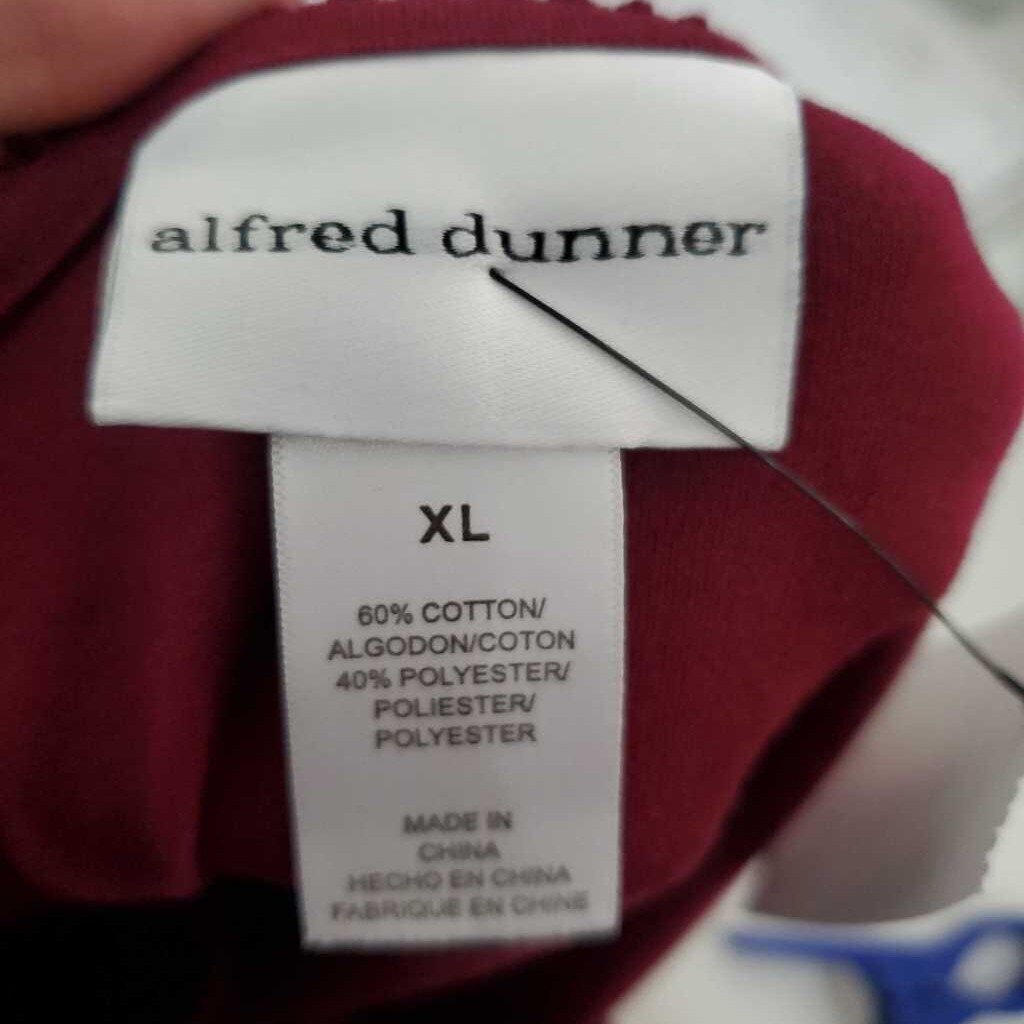 alfred dunner
XL
60% COTTON/
ALGODON/COTON
40% POLYESTER/
POLIESTER/
POLYESTER
MADE IN
CHINA
HECHO EN CHINA
FABRIQUE EN CHINE